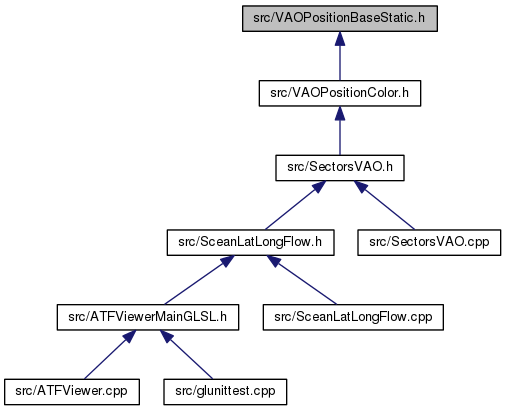 src/VAOPositionBaseStatic.h
src/VAOPositionColor.h
src/SectorsVAO.h
src/SceanLatLongFlow.h
src/SectorsVAO.cpp
src/ATFViewerMainGLSL.h
src/SceanLatLongFlow.cpp
src/ATFViewer.cpp
src/glunittest.cpp